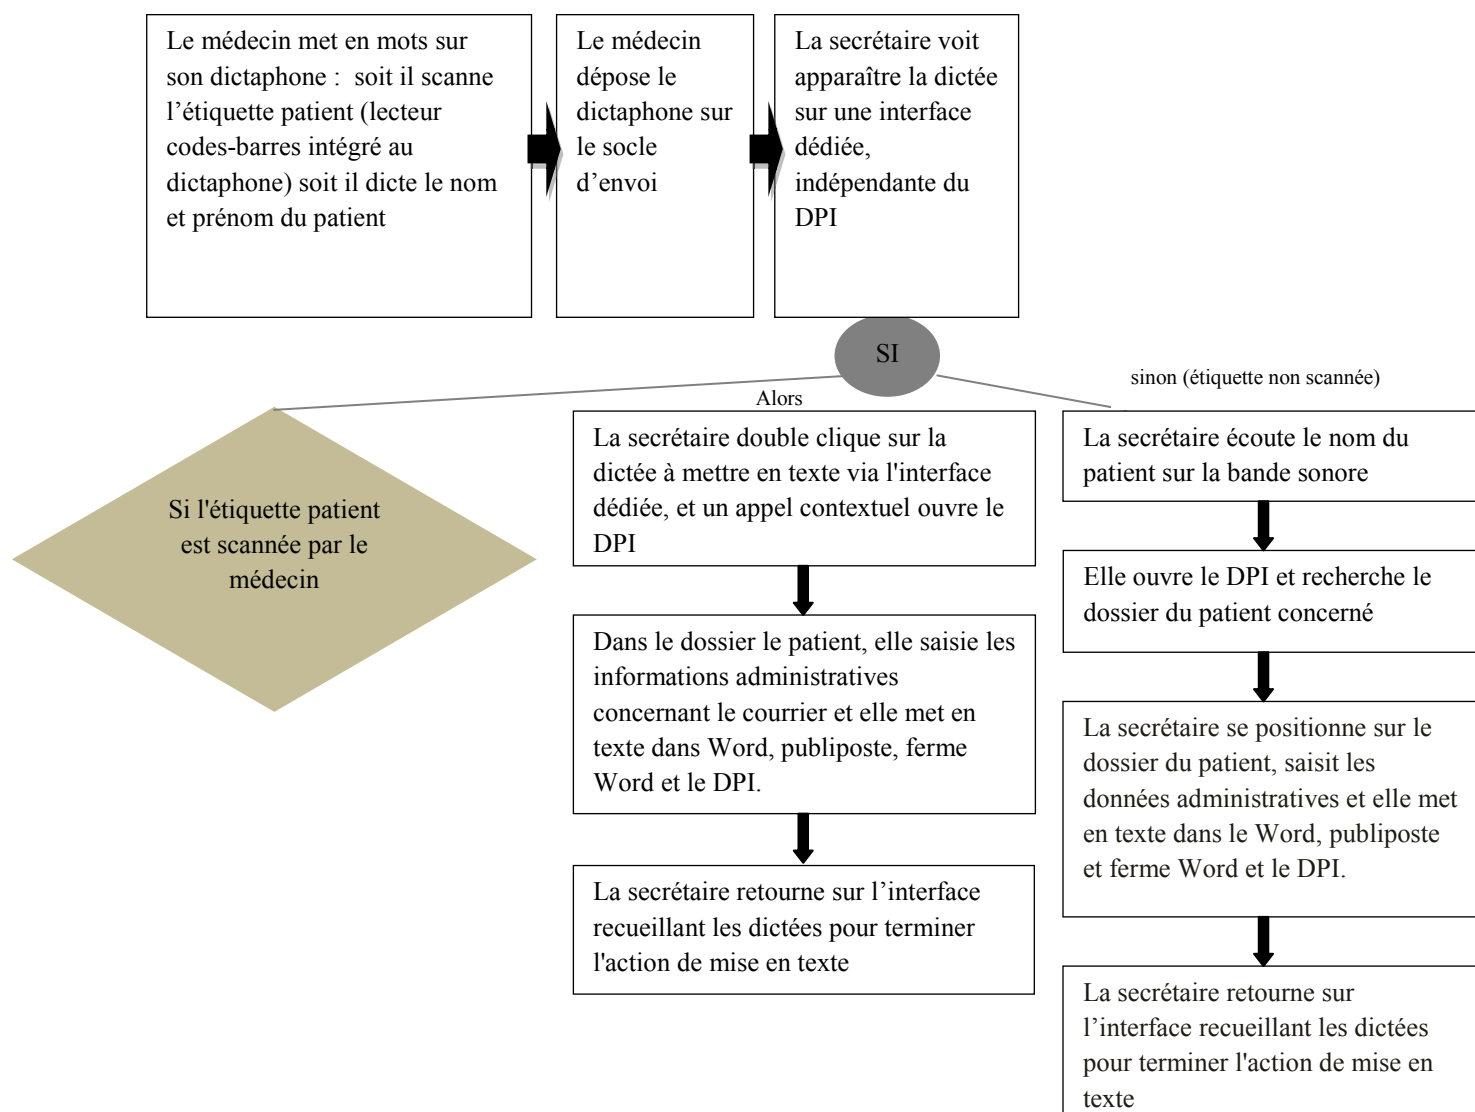 Le médecin met en mots sur
son dictaphone :  soit il scanne
l’étiquette patient (lecteur
codes-barres intégré au
dictaphone) soit il dicte le nom
et prénom du patient
Le médecin
dépose le
dictaphone sur
le socle
d’envoi
La secrétaire voit
apparaître la dictée
sur une interface
dédiée,
indépendante du
DPI
SI
sinon (étiquette non scannée)
Alors
Si l'étiquette patient
est scannée par le
médecin
La secrétaire double clique sur la
dictée à mettre en texte via l'interface
dédiée, et un appel contextuel ouvre le
DPI
Dans le dossier le patient, elle saisie les
informations administratives
concernant le courrier et elle met en
texte dans Word, publiposte, ferme
Word et le DPI.
La secrétaire retourne sur l’interface
recueillant les dictées pour terminer
l'action de mise en texte
La secrétaire écoute le nom du
patient sur la bande sonore
Elle ouvre le DPI et recherche le
dossier du patient concerné
La secrétaire se positionne sur le
dossier du patient, saisit les
données administratives et elle met
en texte dans le Word, publiposte
et ferme Word et le DPI.
La secrétaire retourne sur
l’interface recueillant les dictées
pour terminer l'action de mise en
texte